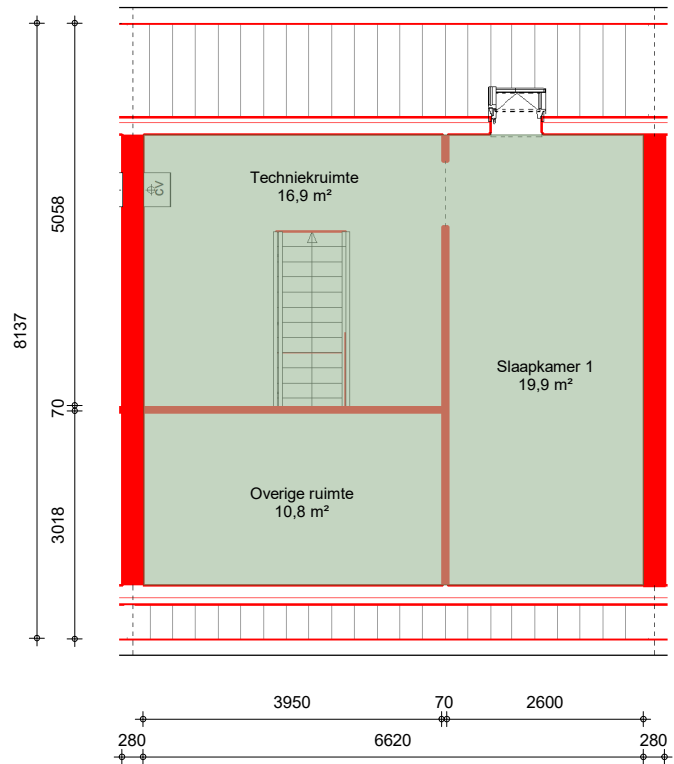 Techniekruimte
16,9 m²
CV
5058
8137
Slaapkamer 1
19,9 m²
70
Overige ruimte
10,8 m²
3018
3950 70 2600
280 6620 280